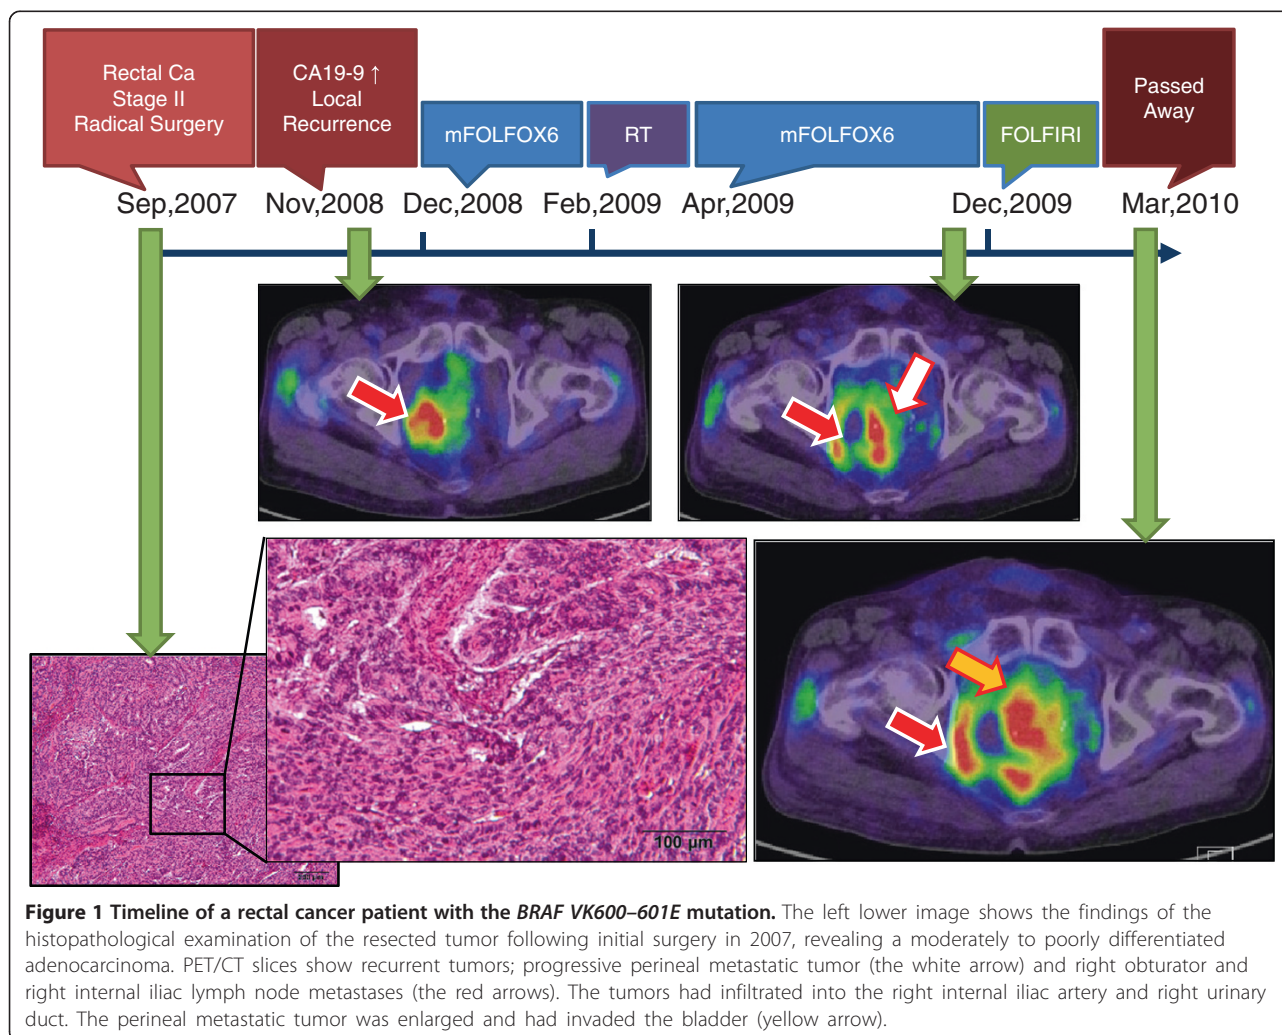 Rectal Ca
Stage II
Radical Surgery
CA19-9 ↑
Local
Recurrence
mFOLFOX6
RT
mFOLFOX6
FOLFIRI
Passed
Away
Sep,2007
Nov,2008
Dec,2008
Feb,2009
Apr,2009
Dec,2009
Mar,2010
100 µm
Figure 1 Timeline of a rectal cancer patient with the BRAF VK600–601E mutation. The left lower image shows the findings of the
histopathological examination of the resected tumor following initial surgery in 2007, revealing a moderately to poorly differentiated
adenocarcinoma. PET/CT slices show recurrent tumors; progressive perineal metastatic tumor (the white arrow) and right obturator and
right internal iliac lymph node metastases (the red arrows). The tumors had infiltrated into the right internal iliac artery and right urinary
duct. The perineal metastatic tumor was enlarged and had invaded the bladder (yellow arrow).